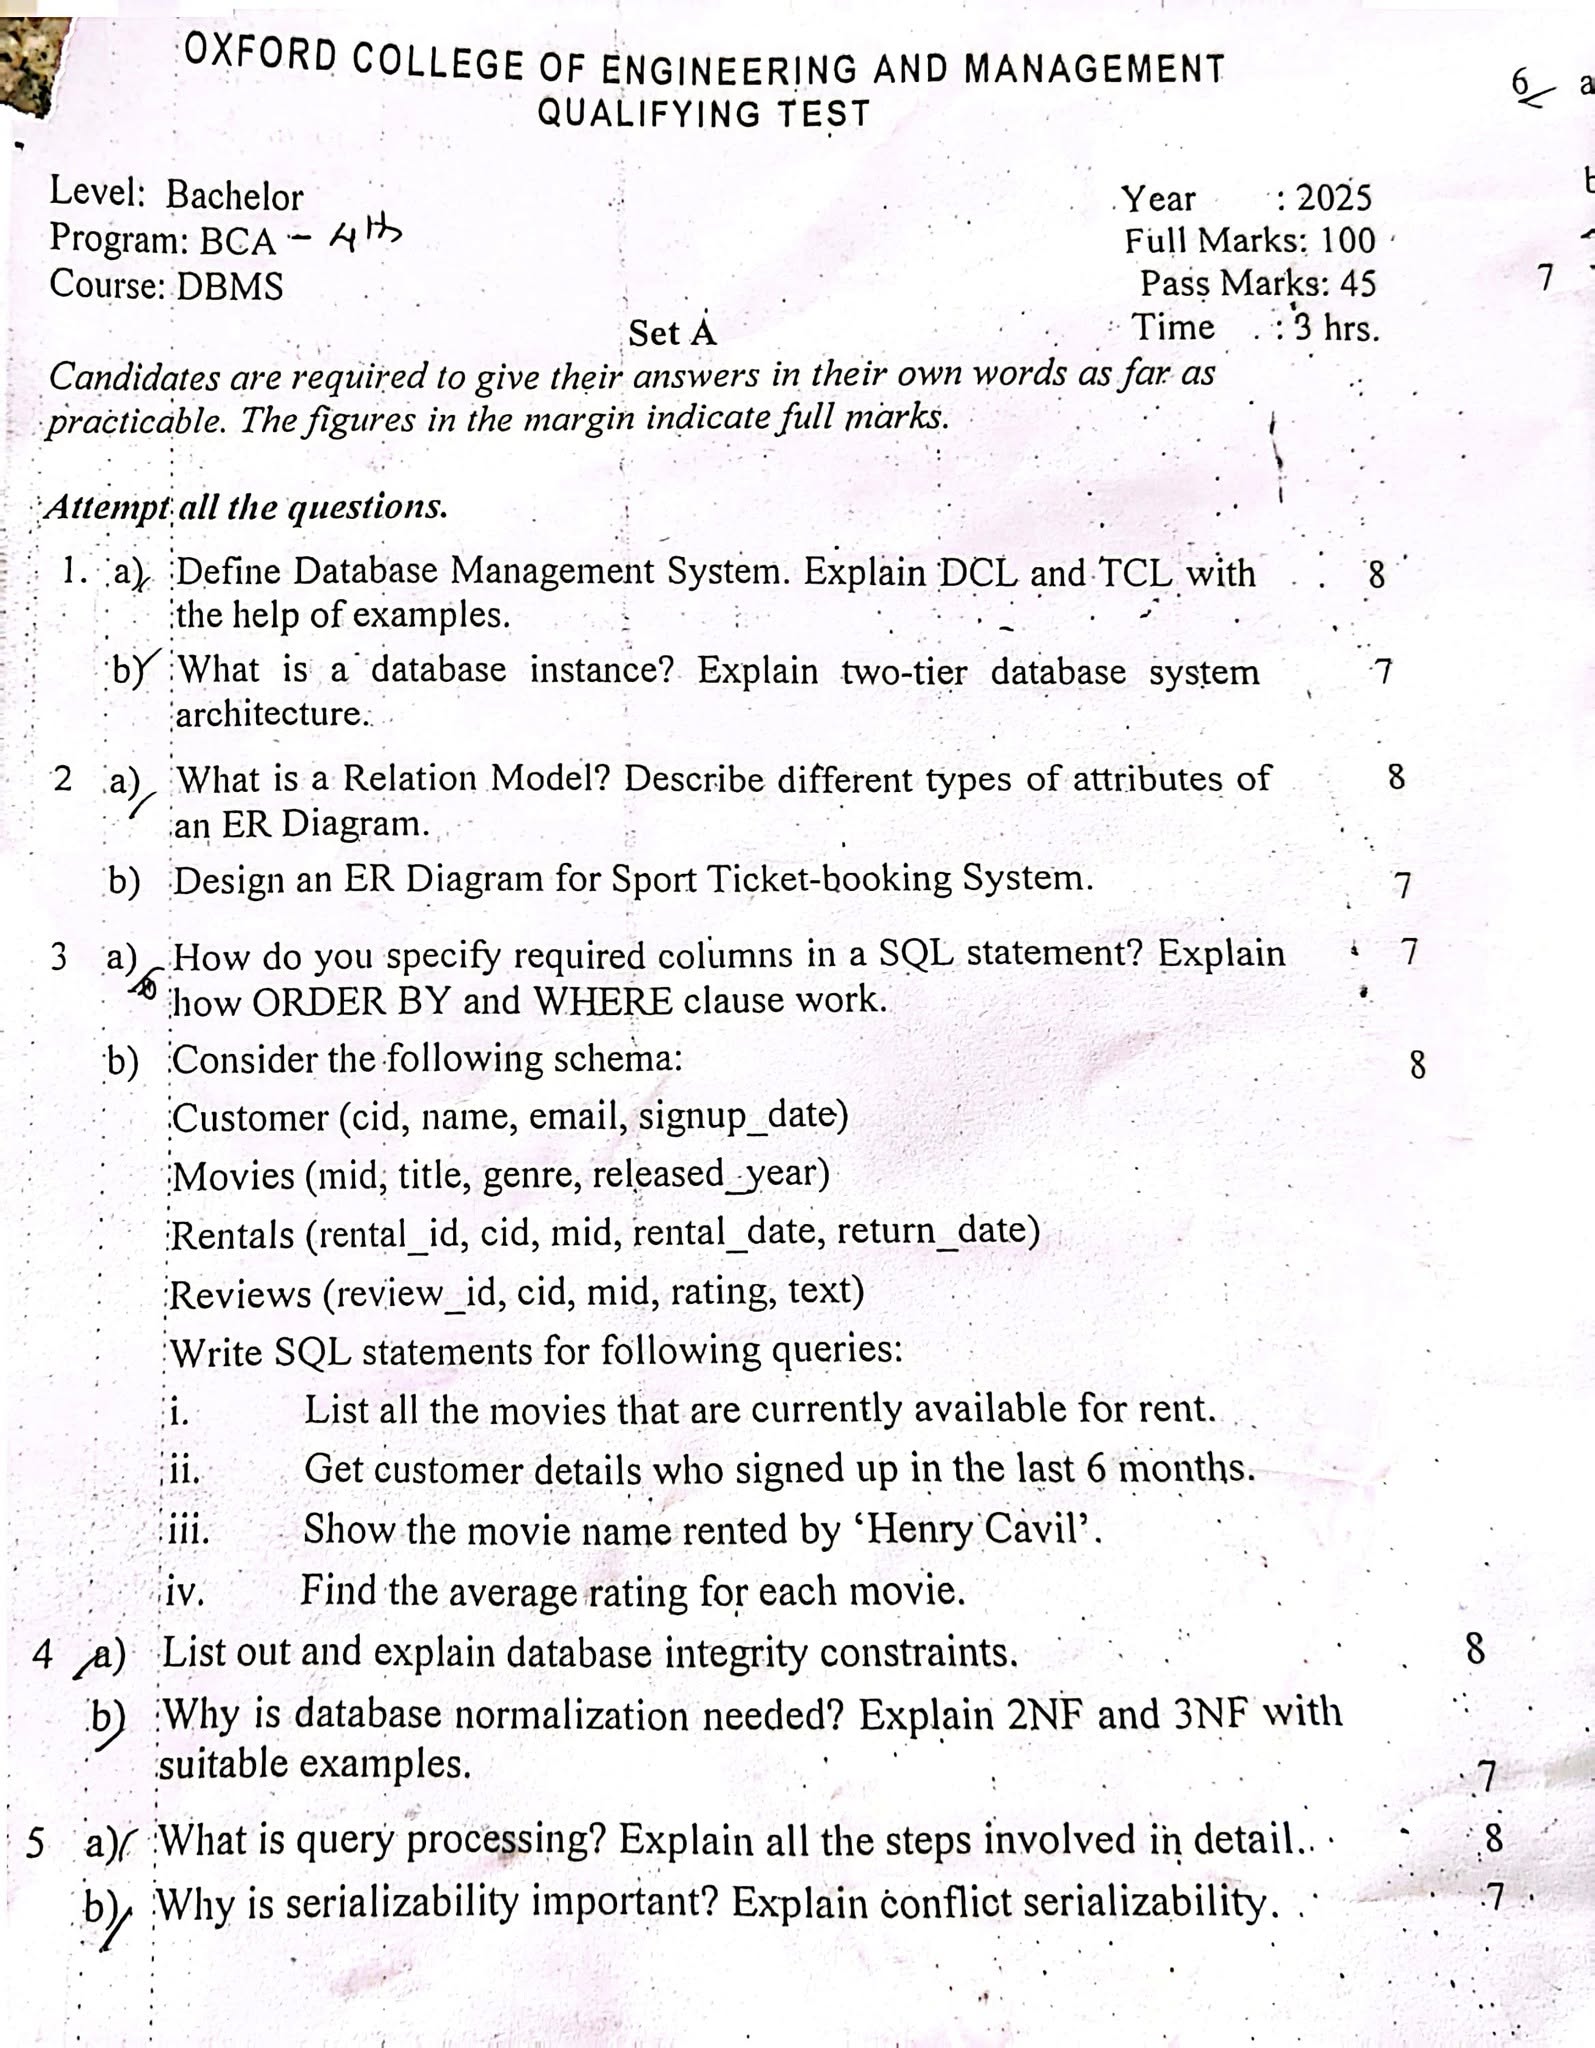 OXFORD COLLEGE OF ENGINEERING AND MANAGEMENT
QUALIFYING TEST
Level: Bachelor
Program: BCA - 4th
Course: DBMS
Year : 2025
Full Marks: 100
Pass Marks: 45
Time : 3 hrs.
Set A
Candidates are required to give their answers in their own words as far as
practicable. The figures in the margin indicate full marks.
Attempt all the questions.
1. a) Define Database Management System. Explain DCL and TCL with 8
the help of examples.
b) What is a database instance? Explain two-tier database system 7
architecture.
2 a) What is a Relation Model? Describe different types of attributes of 8
an ER Diagram.
b) Design an ER Diagram for Sport Ticket-booking System. 7
3 a) How do you specify required columns in a SQL statement? Explain 7
how ORDER BY and WHERE clause work.
b) Consider the following schema: 8
Customer (cid, name, email, signup_date)
Movies (mid, title, genre, released_year)
Rentals (rental_id, cid, mid, rental_date, return_date)
Reviews (review_id, cid, mid, rating, text)
Write SQL statements for following queries:
i. List all the movies that are currently available for rent.
ii. Get customer details who signed up in the last 6 months.
iii. Show the movie name rented by ‘Henry Cavil’.
iv. Find the average rating for each movie.
4 a) List out and explain database integrity constraints. 8
b) Why is database normalization needed? Explain 2NF and 3NF with
suitable examples. 7
5 a) What is query processing? Explain all the steps involved in detail. 8
b) Why is serializability important? Explain conflict serializability. 7
6 a
b
7